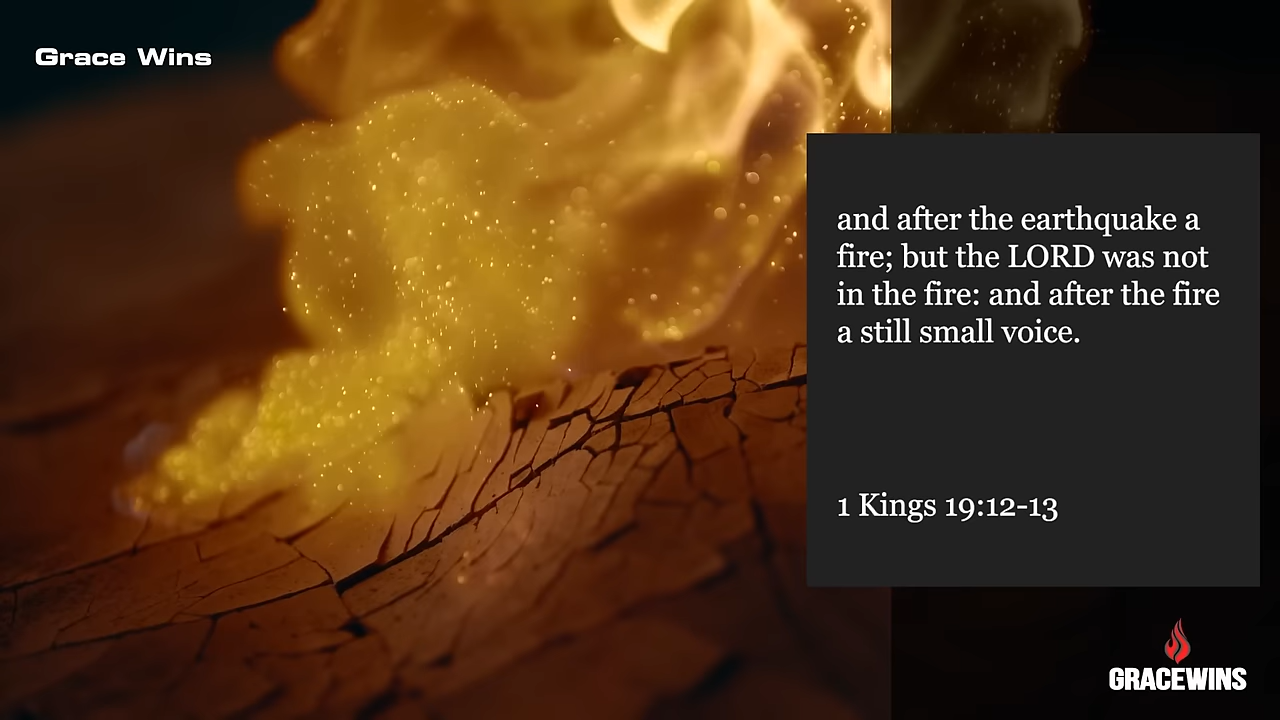 Grace Wins
and after the earthquake a
fire; but the LORD was not
in the fire: and after the fire
a still small voice.
1 Kings 19:12-13
GRACEWINS